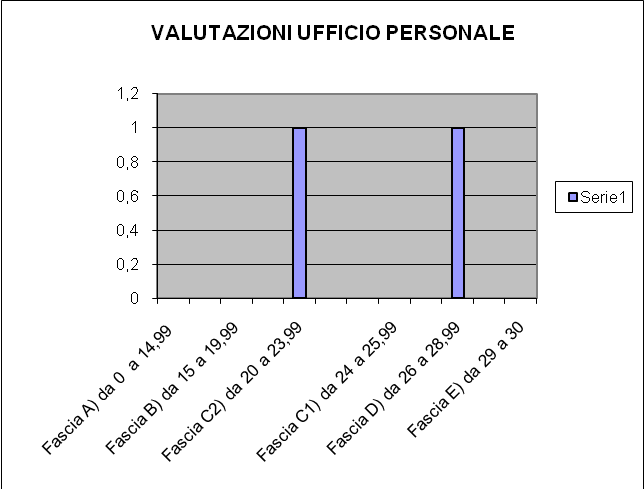 VALUTAZIONI UFFICIO PERSONALE
1,2
1
0,8
0,6
0,4
0,2
0
Serie1
Fascia A) da 0  a 14,99
Fascia B) da 15 a 19,99
Fascia C2) da 20 a 23,99
Fascia C1) da 24 a 25,99
Fascia D) da 26 a 28,99
Fascia E) da 29 a 30